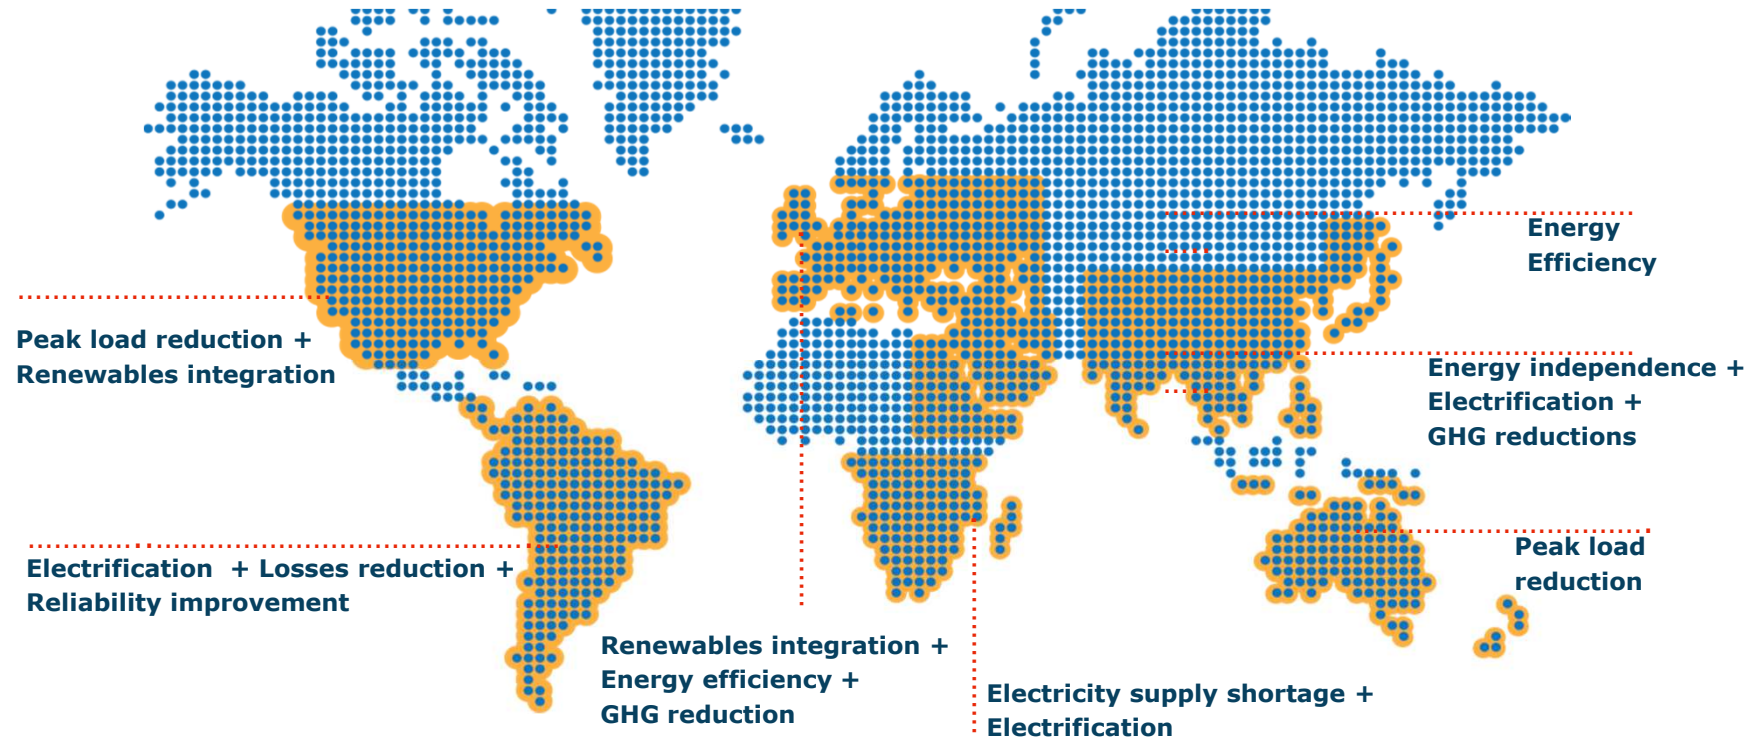 Energy
Efficiency
Peak load reduction +
Renewables integration
Energy independence +
Electrification +
GHG reductions
Peak load
reduction
Electrification + Losses reduction +
Reliability improvement
Renewables integration +
Energy efficiency +
GHG reduction
Electricity supply shortage +
Electrification